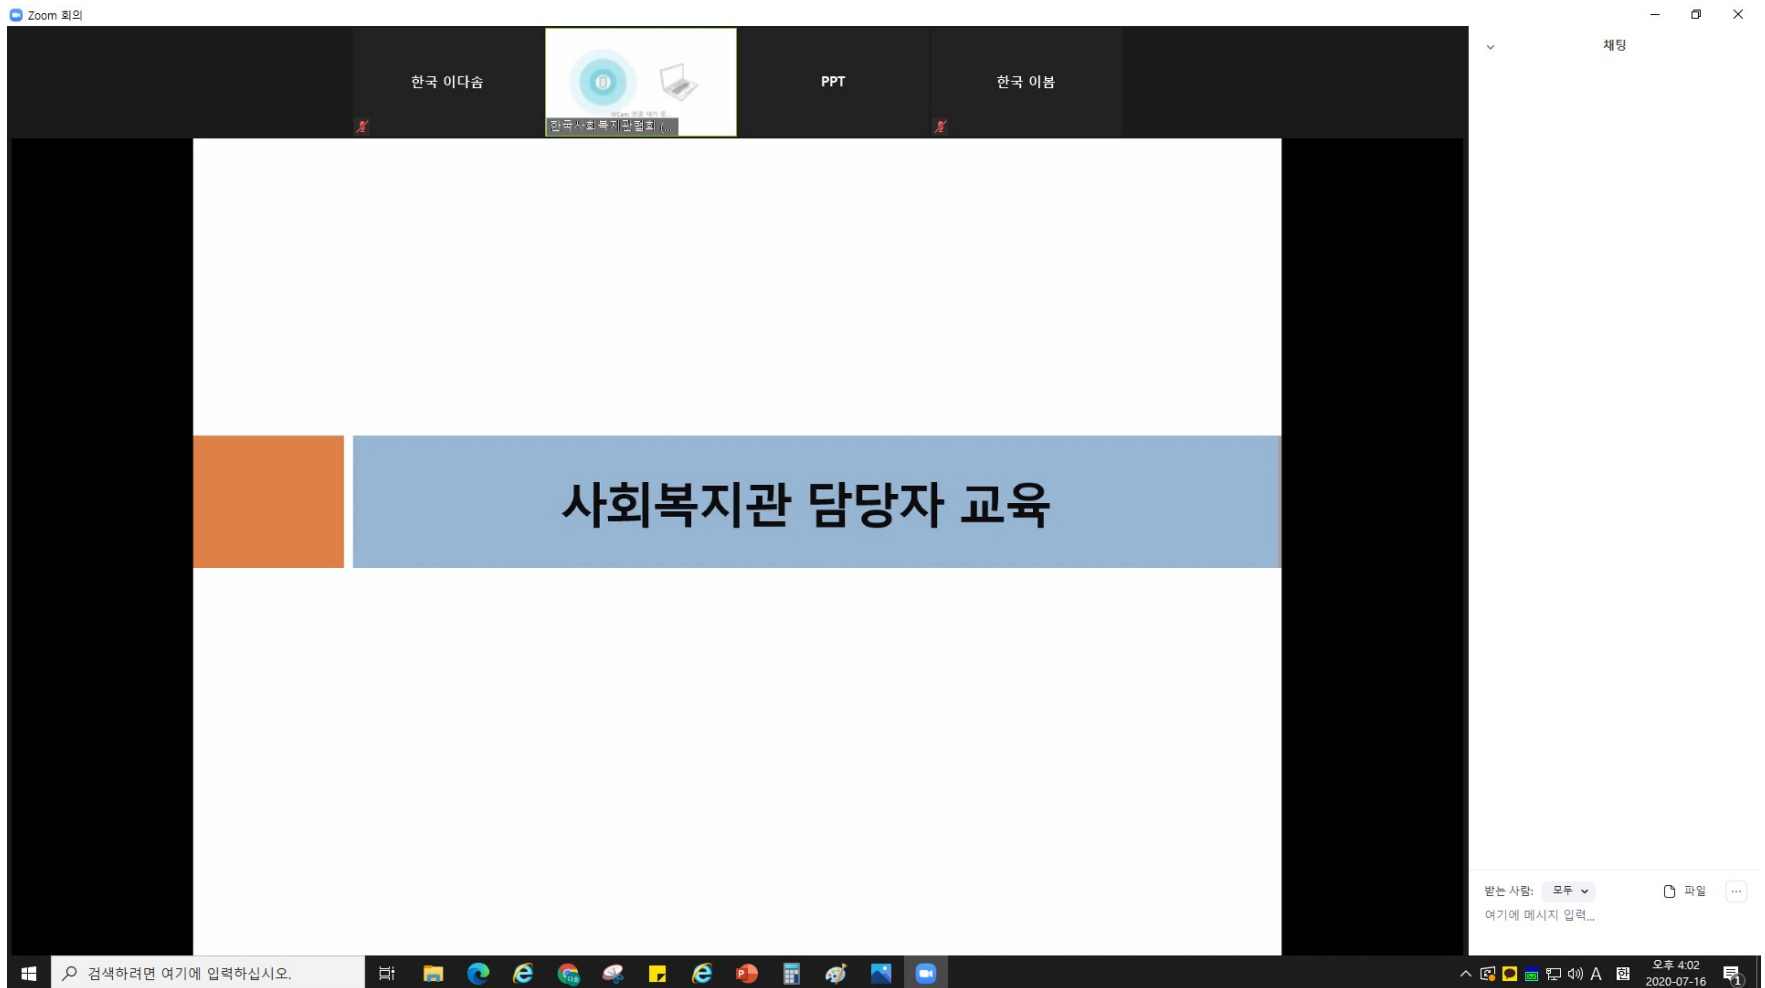 Zoom 회의
한국 이다솜
한국사회복지관협회 (...
PPT
한국 이봄
채팅
사회복지관 담당자 교육
받는 사람: 모두
파일
여기에 메시지 입력...
검색하려면 여기에 입력하십시오.
A 한
오후 4:02
2020-07-16
1